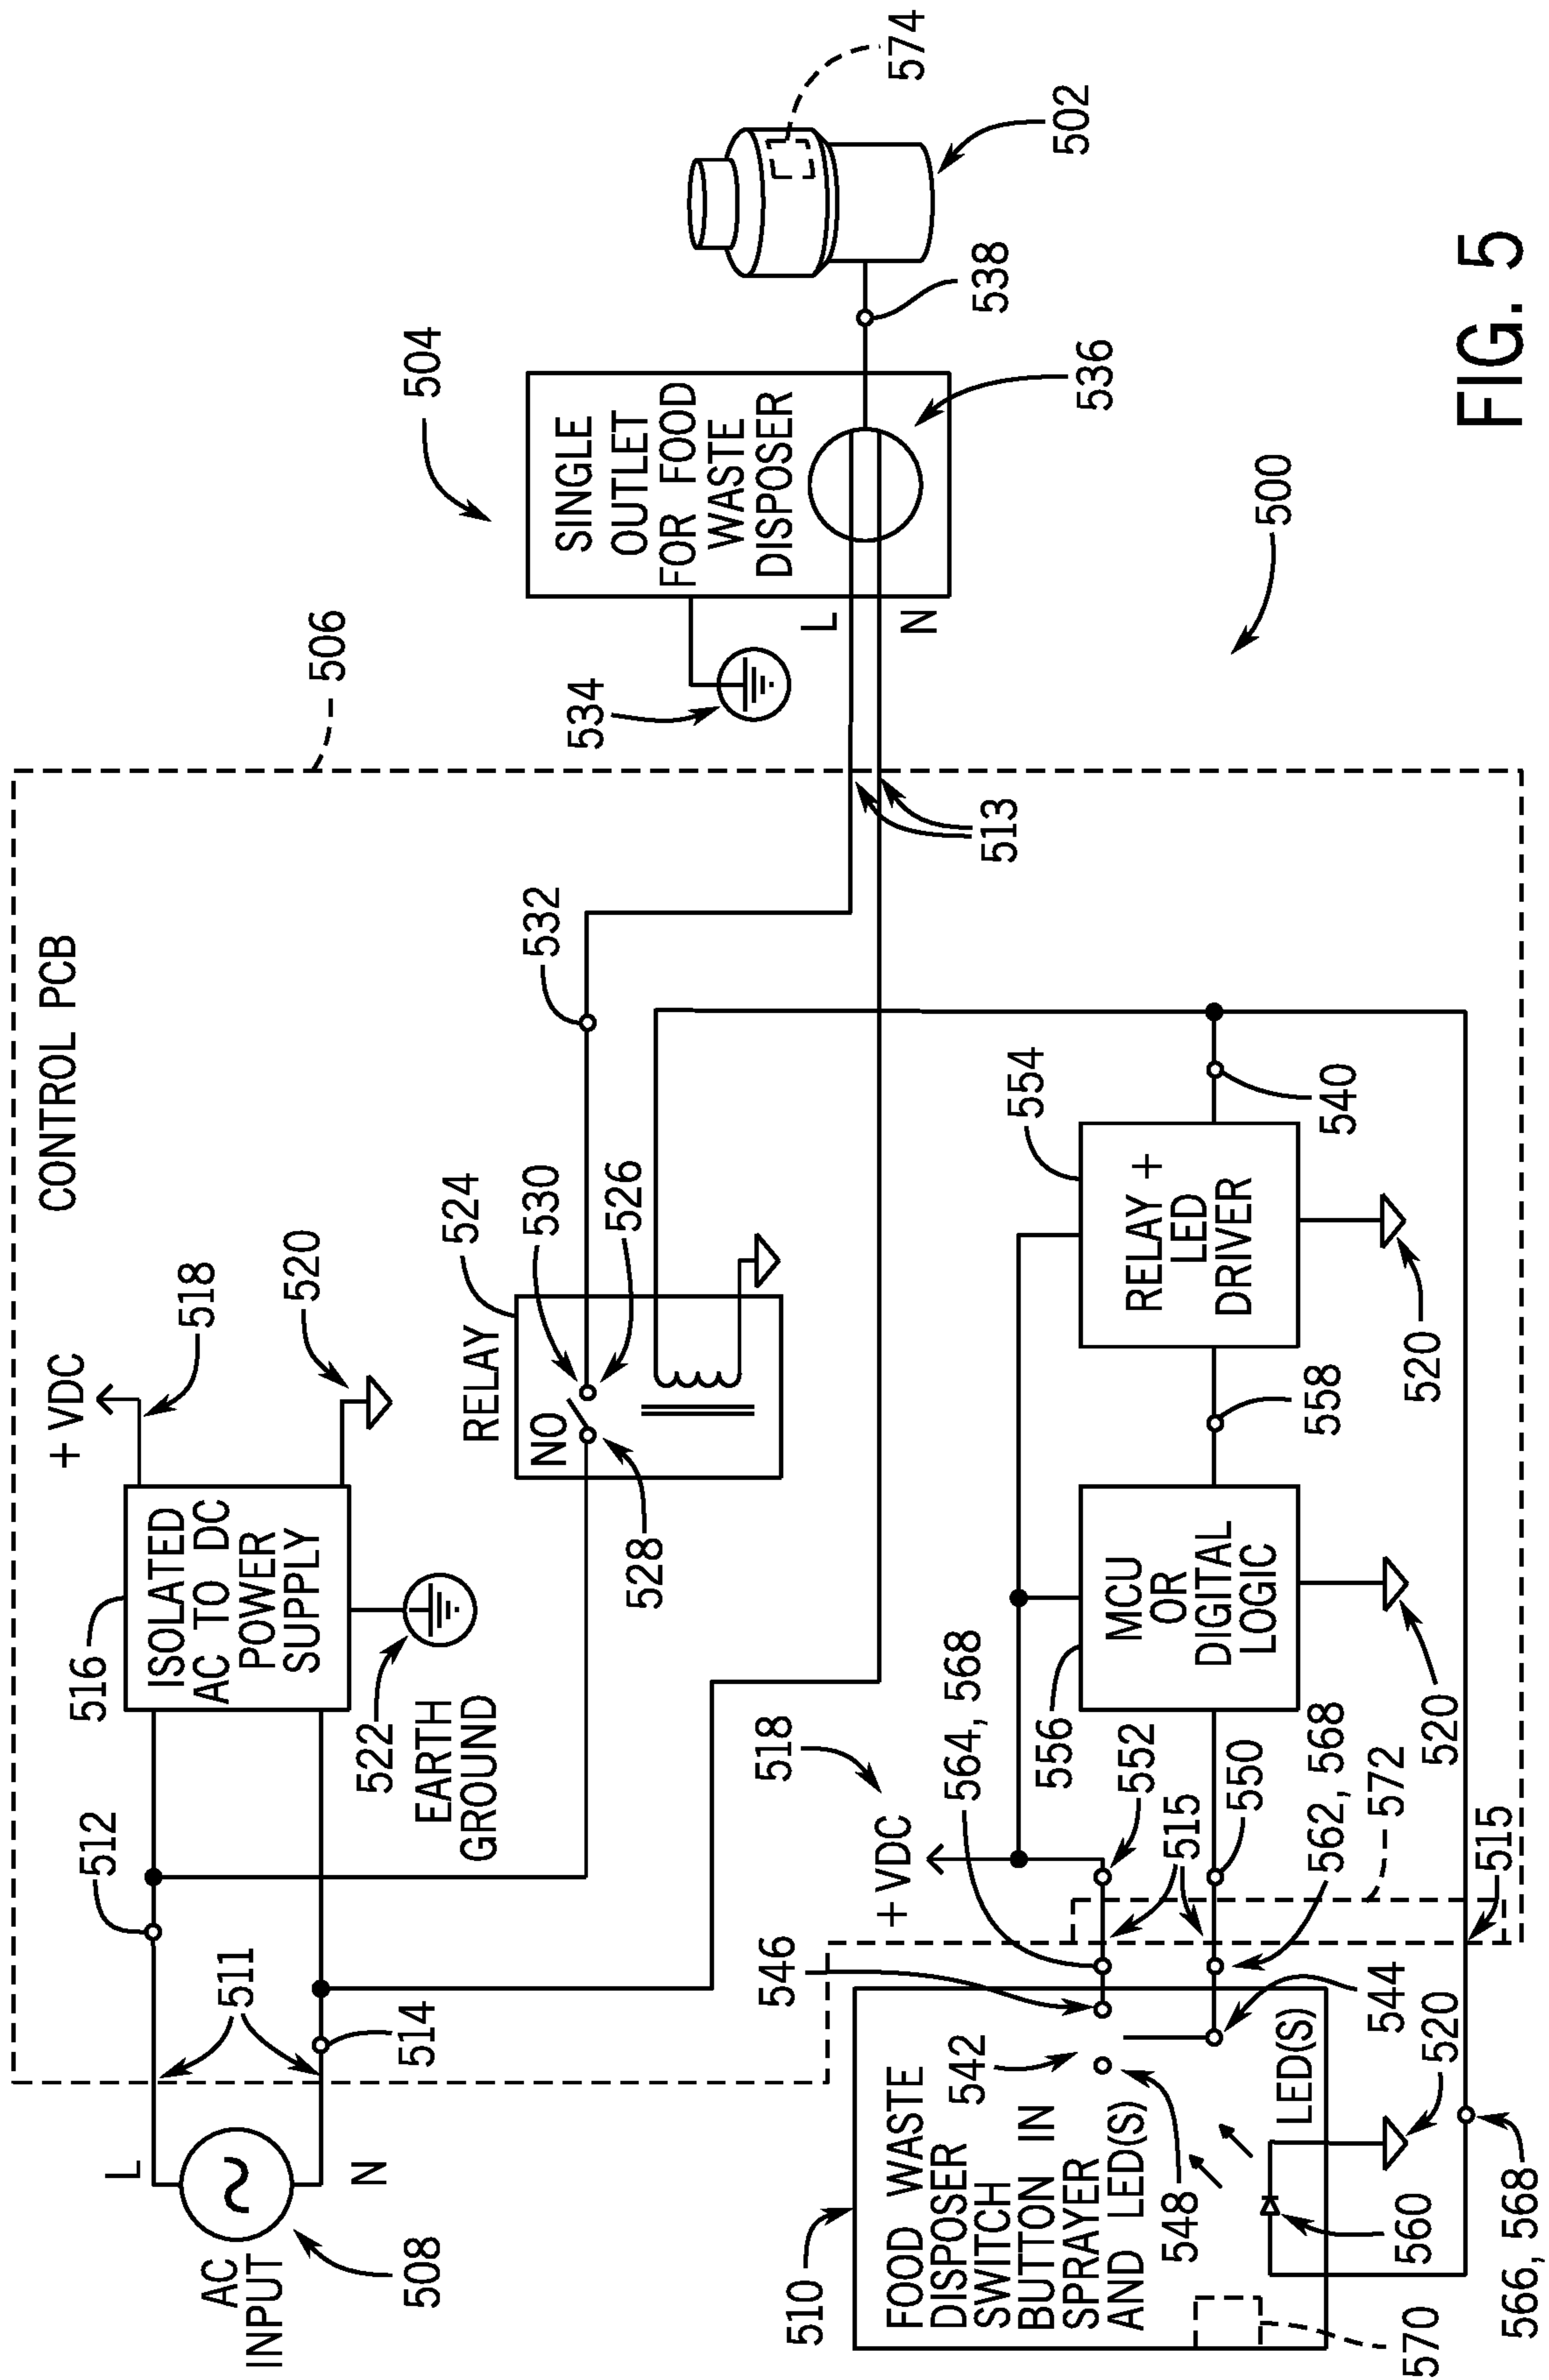 CONTROL PCB
506
AC
INPUT
508
L
N
511
512
514
516
ISOLATED
AC TO DC
POWER
SUPPLY
+ VDC
518
520
522
EARTH
GROUND
RELAY
524
NO
530
526
528
532
504
SINGLE
OUTLET
FOR FOOD
WASTE
DISPOSER
534
L
N
513
536
538
574
502
500
510
FOOD WASTE
DISPOSER
SWITCH
BUTTON IN
SPRAYER
AND LED(S)
542
546
548
544
LED(S)
520
560
570
566, 568
+ VDC
518
564, 568
552
515
550
562, 568
572
515
556
MCU
OR
DIGITAL
LOGIC
520
558
554
RELAY +
LED
DRIVER
520
540
FIG. 5